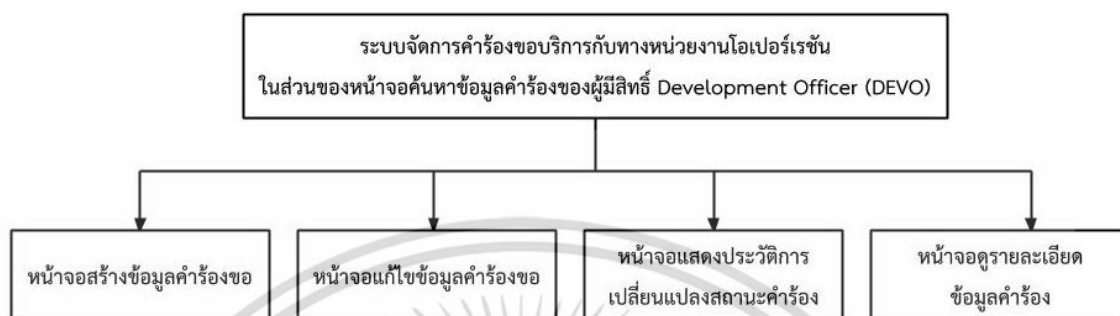 ระบบจัดการคำร้องขอบริการกับทางหน่วยงานโอเปอร์เรชัน
ในส่วนของหน้าจอค้นหาข้อมูลคำร้องของผู้มีสิทธิ์ Development Officer (DEVO)
หน้าจอสร้างข้อมูลคำร้องขอ
หน้าจอแก้ไขข้อมูลคำร้องขอ
หน้าจอแสดงประวัติการ
เปลี่ยนแปลงสถานะคำร้อง
หน้าจอดูรายละเอียด
ข้อมูลคำร้อง